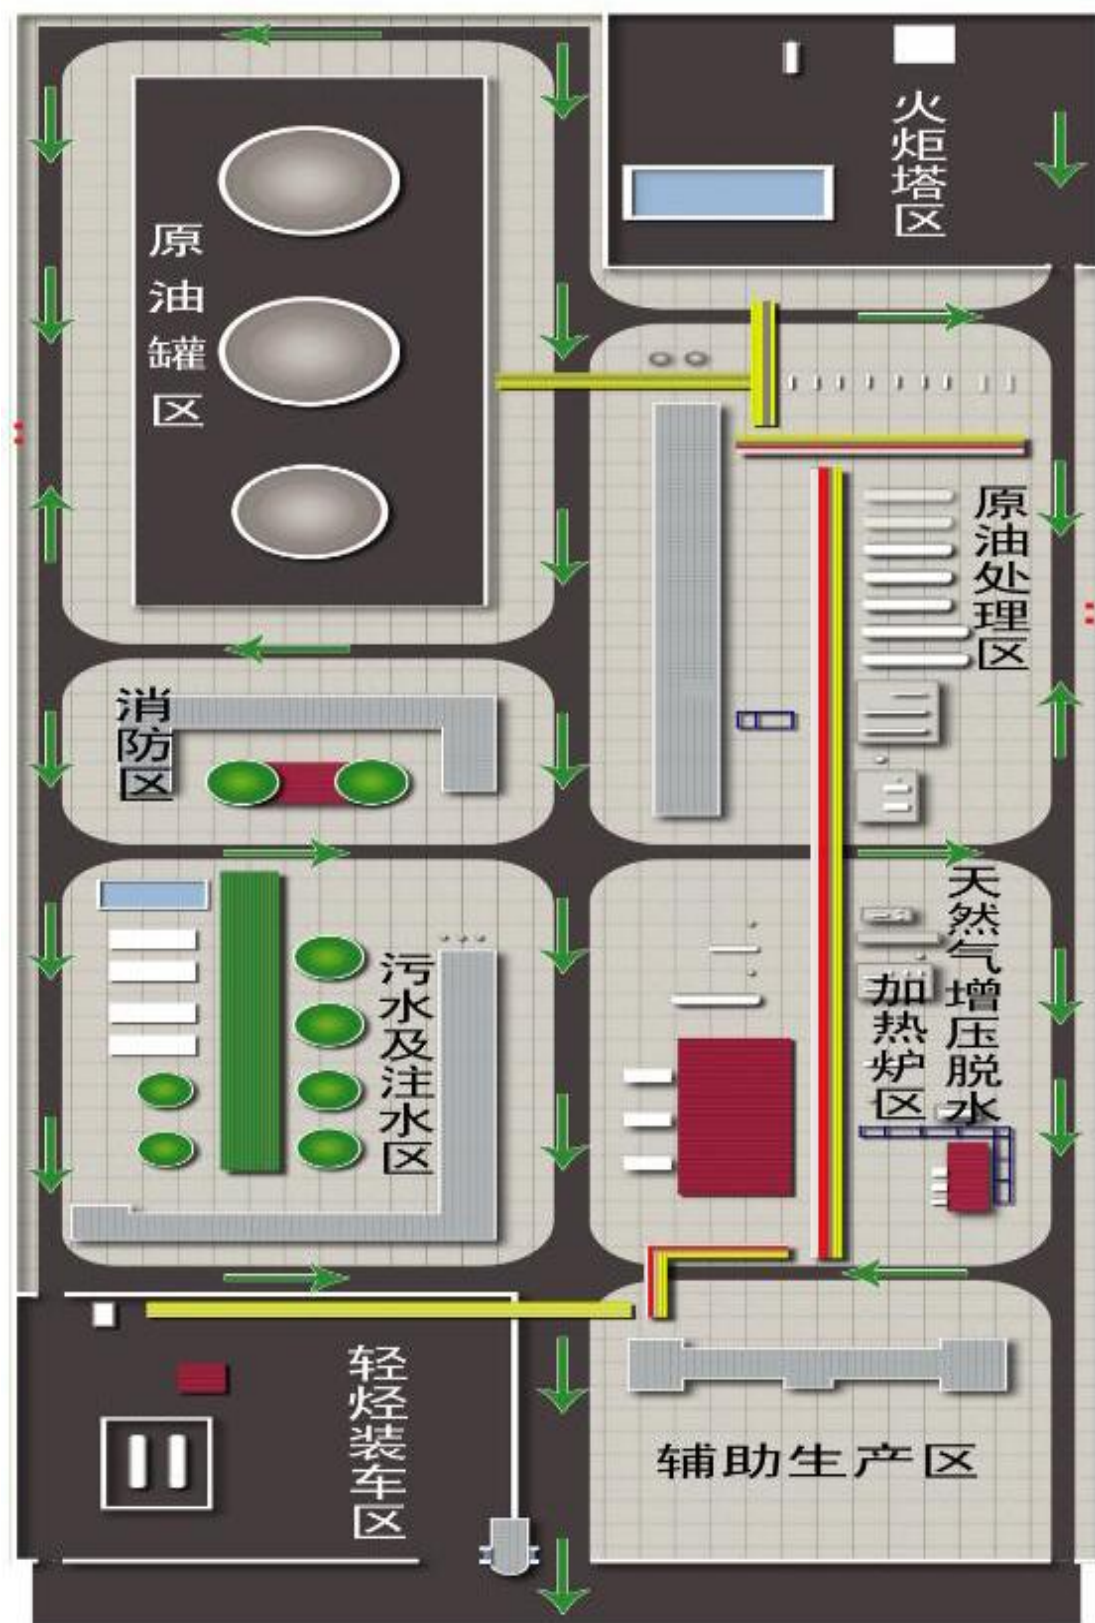 火炬塔区
原油罐区
原油处理区
消防区
天然气增压脱水
加热炉区
污水及注水区
轻烃装车区
辅助生产区